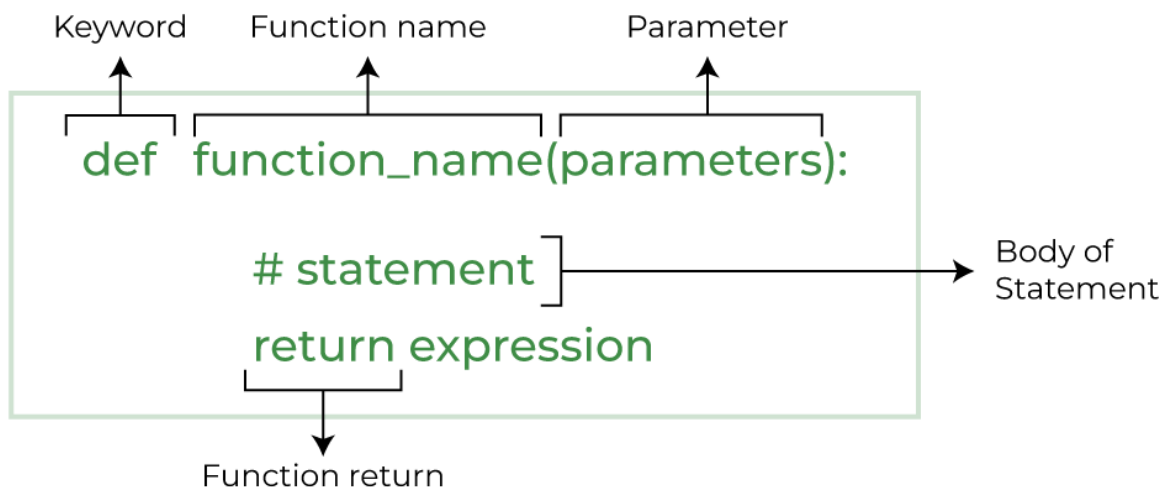 Keyword Function name Parameter
def function_name(parameters):
# statement
Body of
Statement
return expression
Function return